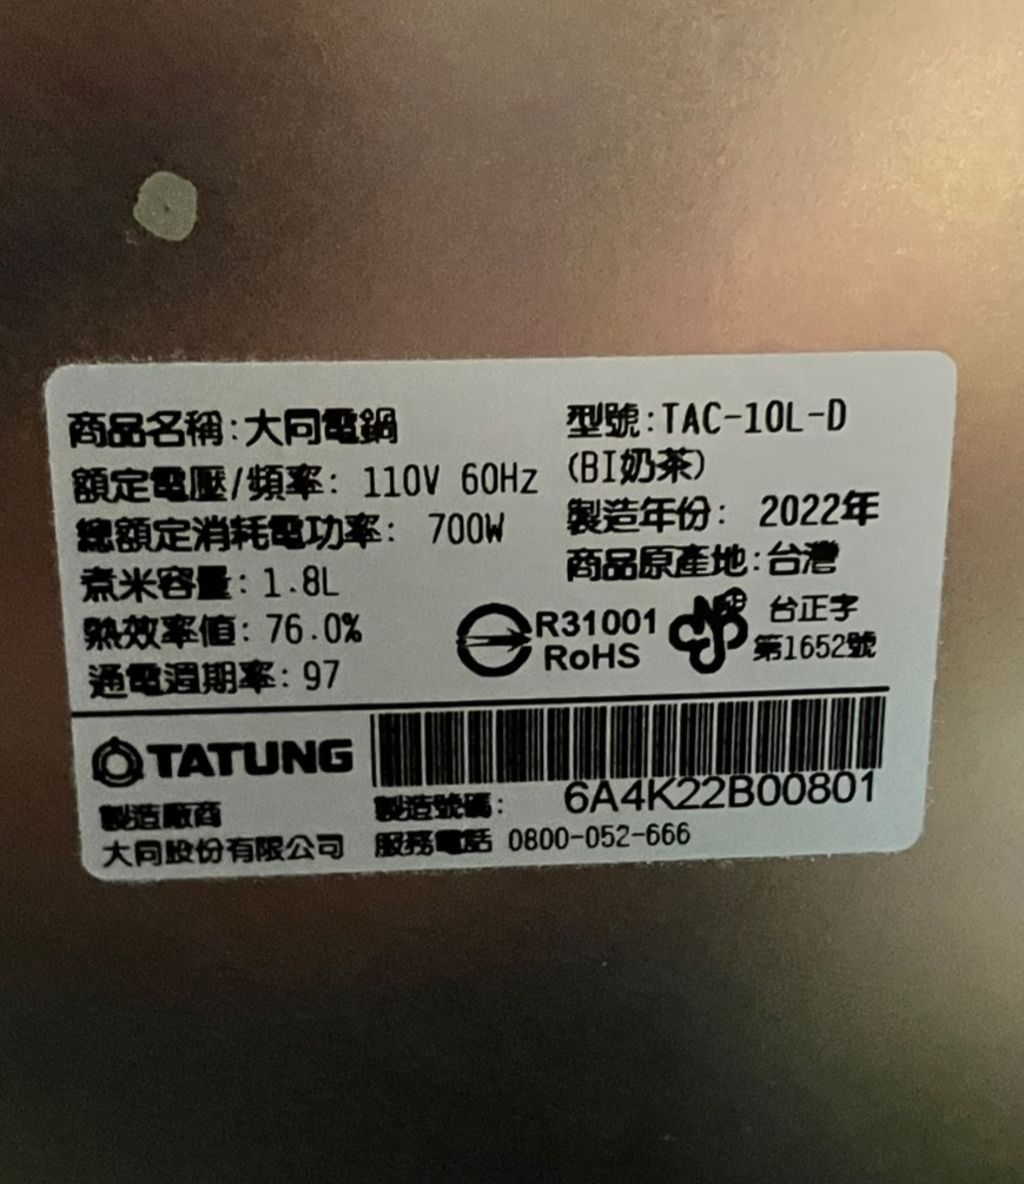 商品名稱:大同電鍋
額定電壓/頻率: 110V 60Hz
總額定消耗電功率: 700W
煮米容量:1.8L
熱效率值:76.0%
通電週期率:97
型號:TAC-10L-D
(BI奶茶)
製造年份: 2022年
商品原產地:台灣
R31001
RoHS
台正字
第1652號
TATUNG
製造廠商
大同股份有限公司
製造號碼: 6A4K22B00801
服務電話 0800-052-666